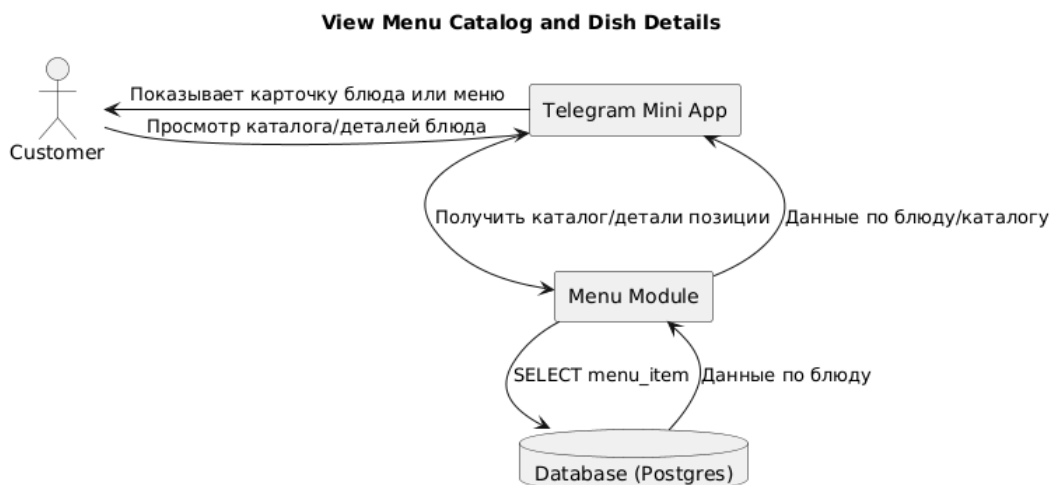 View Menu Catalog and Dish Details
Показывает карточку блюда или меню
Telegram Mini App
Просмотр каталога/деталей блюда
Customer
Получить каталог/детали позиции
Данные по блюду/каталогу
Menu Module
SELECT menu_item
Данные по блюду
Database (Postgres)